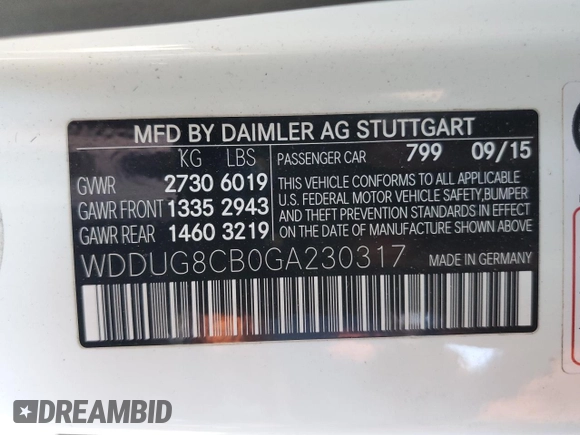 MFD BY DAIMLER AG STUTTGART
KG LBS PASSENGER CAR 799 09/15
GVWR 2730 6019
GAWR FRONT 1335 2943
GAWR REAR 1460 3219
THIS VEHICLE CONFORMS TO ALL APPLICABLE
U.S. FEDERAL MOTOR VEHICLE SAFETY, BUMPER
AND THEFT PREVENTION STANDARDS IN EFFECT
ON THE DATE OF MANUFACTURE SHOWN ABOVE.
WDDUG8CB0GA230317 MADE IN GERMANY
DREAMBID